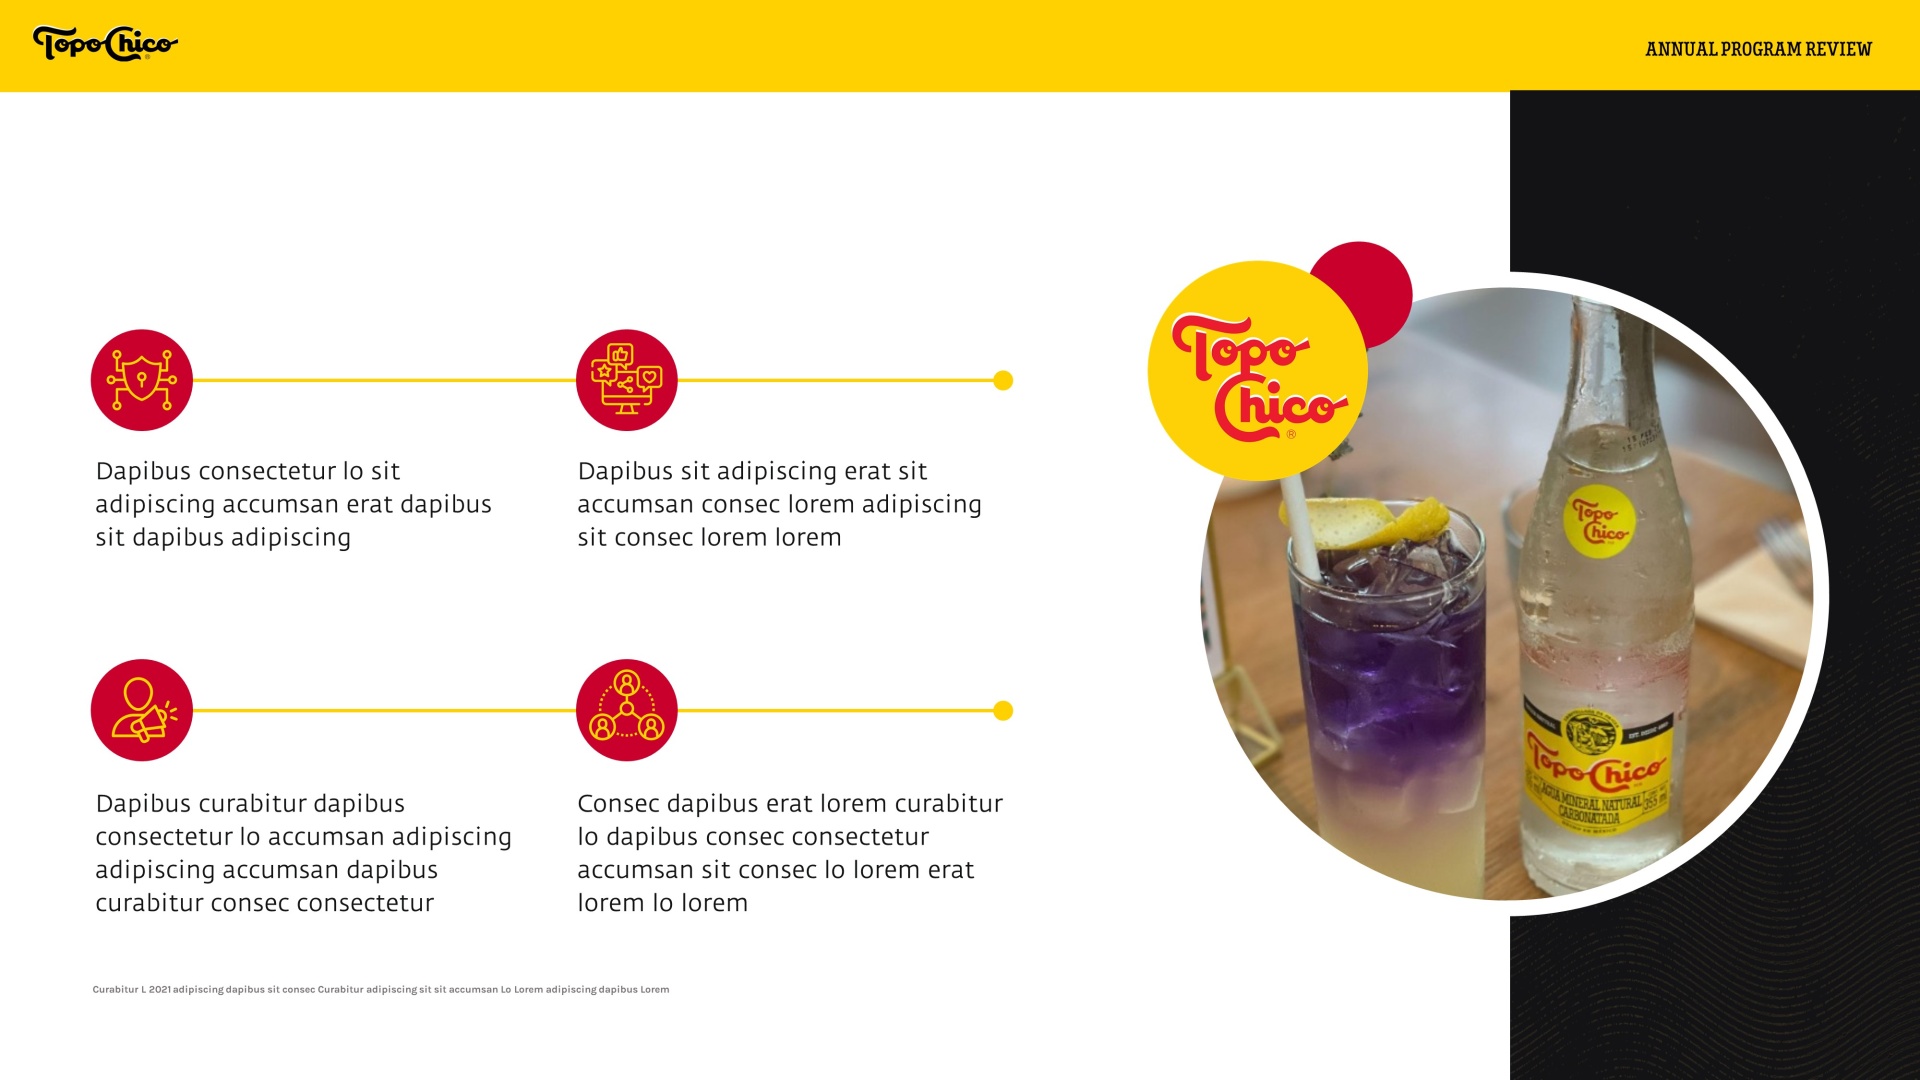 Topo Chico
ANNUAL PROGRAM REVIEW
Dapibus consectetur lo sit
adipiscing accumsan erat dapibus
sit dapibus adipiscing
Dapibus sit adipiscing erat sit
accumsan consec lorem adipiscing
sit consec lorem lorem
Dapibus curabitur dapibus
consectetur lo accumsan adipiscing
adipiscing accumsan dapibus
curabitur consec consectetur
Consec dapibus erat lorem curabitur
lo dapibus consec consectetur
accumsan sit consec lo lorem erat
lorem lo lorem
Curabitur L 2021 adipiscing dapibus sit consec Curabitur adipiscing sit sit accumsan Lo Lorem adipiscing dapibus Lorem
Topo
Chico
®
Topo
Chico
Topo Chico
AGUA MINERAL NATURAL
CARBONATADA
355 ml